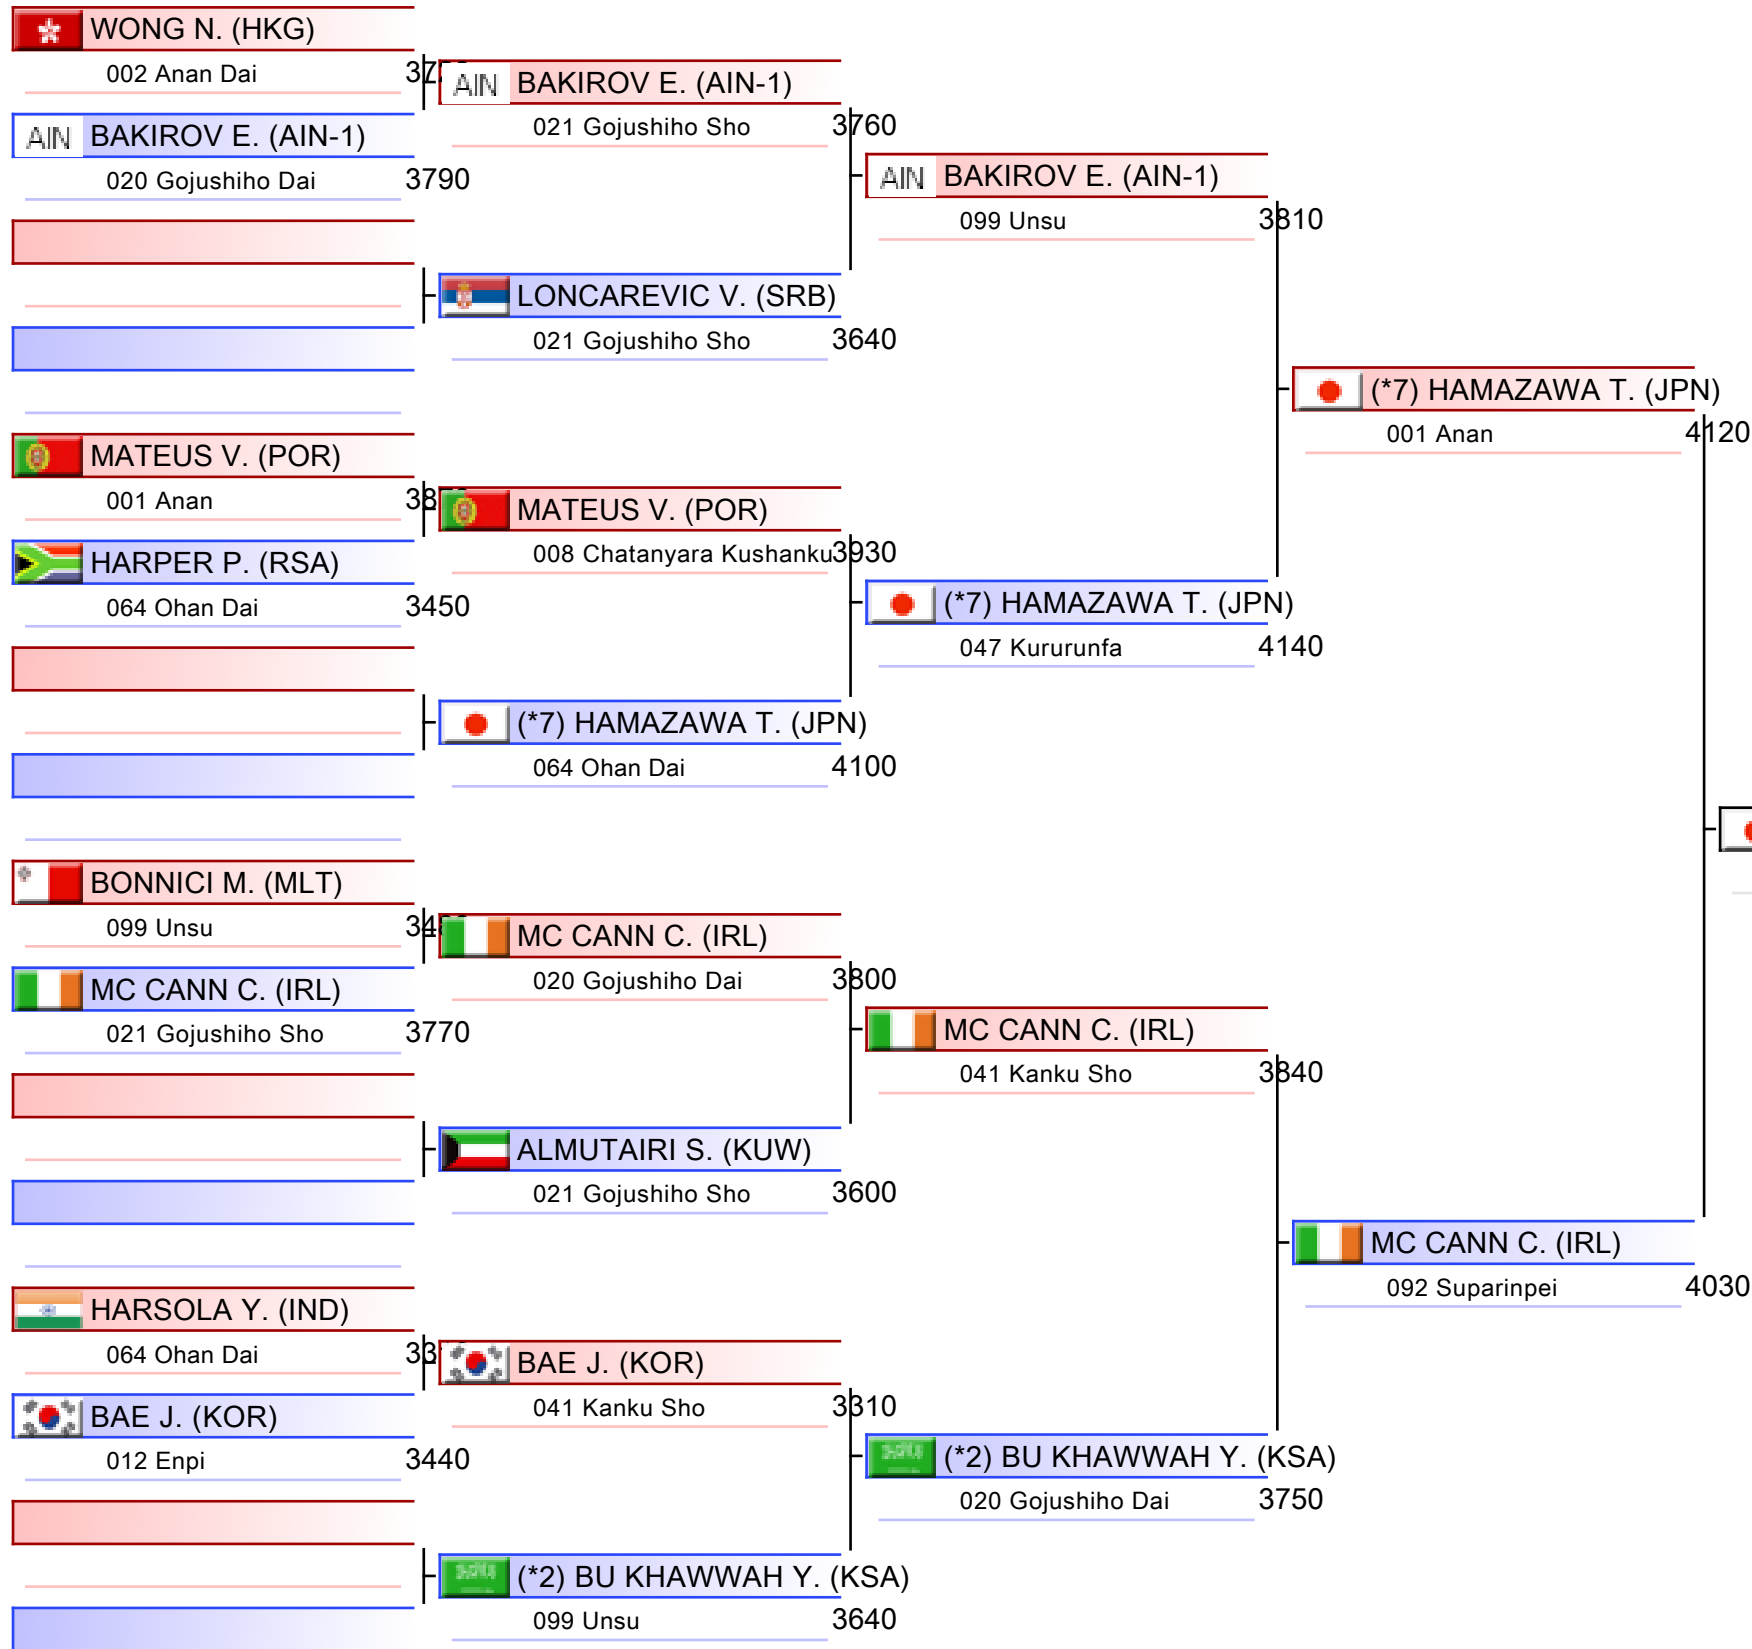 WONG N. (HKG)
002 Anan Dai
AIN BAKIROV E. (AIN-1)
020 Gojushiho Dai 3790
MATEUS V. (POR)
001 Anan
HARPER P. (RSA)
064 Ohan Dai 3450
BONNICI M. (MLT)
099 Unsu
MC CANN C. (IRL)
021 Gojushiho Sho 3770
HARSOLA Y. (IND)
064 Ohan Dai
BAE J. (KOR)
012 Enpi 3440
AIN BAKIROV E. (AIN-1)
021 Gojushiho Sho 3760
LONCAREVIC V. (SRB)
021 Gojushiho Sho 3640
MATEUS V. (POR)
008 Chatanyara Kushanku 3930
(*7) HAMAZAWA T. (JPN)
064 Ohan Dai 4100
MC CANN C. (IRL)
020 Gojushiho Dai 3800
ALMUTAIRI S. (KUW)
021 Gojushiho Sho 3600
BAE J. (KOR)
041 Kanku Sho 3310
(*2) BU KHAWWAH Y. (KSA)
099 Unsu 3640
AIN BAKIROV E. (AIN-1)
099 Unsu 3810
(*7) HAMAZAWA T. (JPN)
047 Kururunfa 4140
MC CANN C. (IRL)
041 Kanku Sho 3840
(*2) BU KHAWWAH Y. (KSA)
020 Gojushiho Dai 3750
(*7) HAMAZAWA T. (JPN)
001 Anan 4120
MC CANN C. (IRL)
092 Suparinpei 4030